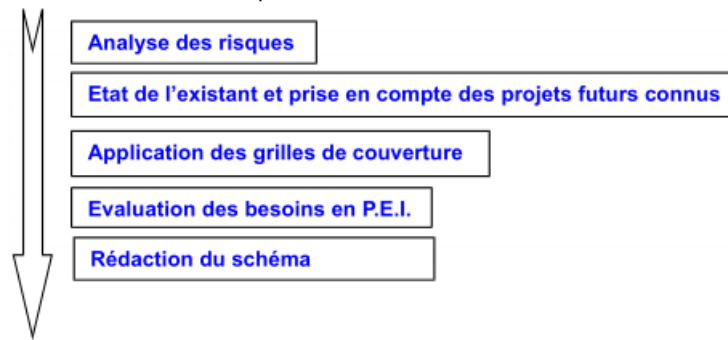 Analyse des risques
Etat de l'existant et prise en compte des projets futurs connus
Application des grilles de couverture
Evaluation des besoins en P.E.I.
Rédaction du schéma